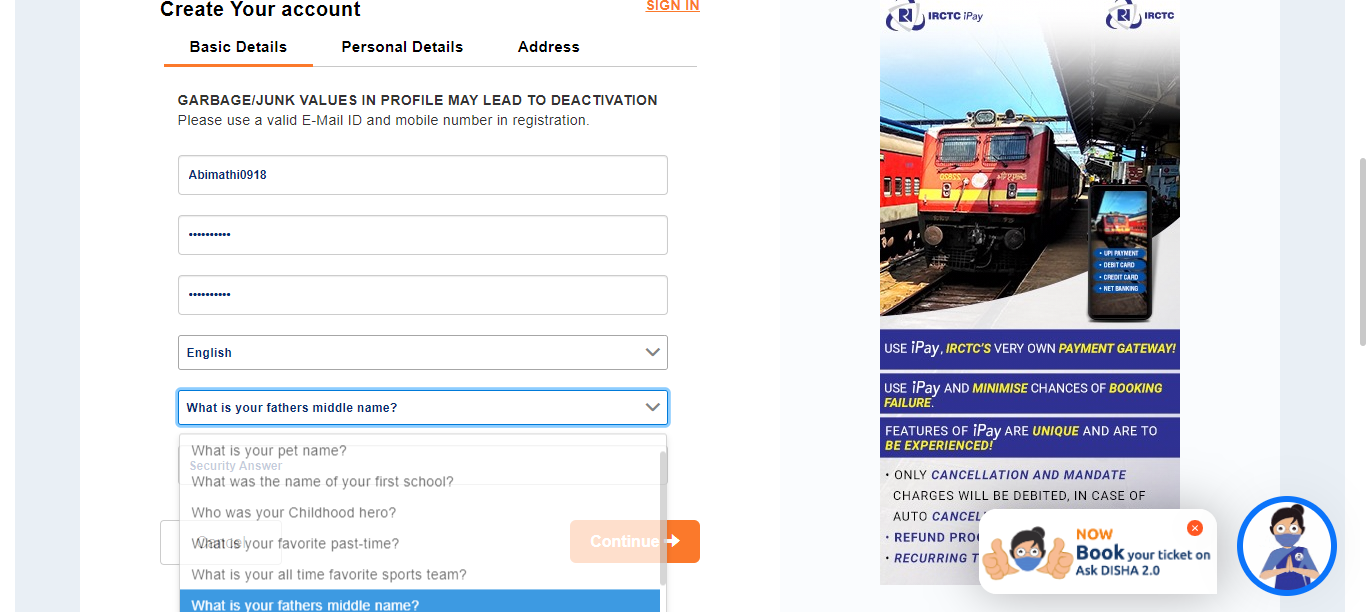 Create Your account
SIGN IN
Basic Details
Personal Details
Address
GARBAGE/JUNK VALUES IN PROFILE MAY LEAD TO DEACTIVATION
Please use a valid E-Mail ID and mobile number in registration.
Abimathi0918
••••••••••
••••••••••
English
What is your fathers middle name?
What is your pet name?
Security Answer
What was the name of your first school?
Who was your Childhood hero?
Cancel
What is your favorite past-time?
Continue
What is your all time favorite sports team?
What is your fathers middle name?
IRCTC iPay
IRCTC
• UPI PAYMENT
• DEBIT CARD
• CREDIT CARD
• NET BANKING
USE iPay, IRCTC'S VERY OWN PAYMENT GATEWAY!
USE iPay AND MINIMISE CHANCES OF BOOKING
FAILURE.
FEATURES OF iPay ARE UNIQUE AND ARE TO
BE EXPERIENCED!
• ONLY CANCELLATION AND MANDATE
CHARGES WILL BE DEBITED, IN CASE OF
AUTO
• REFUND
• RECURRING
NOW
Book your ticket on
Ask DISHA 2.0